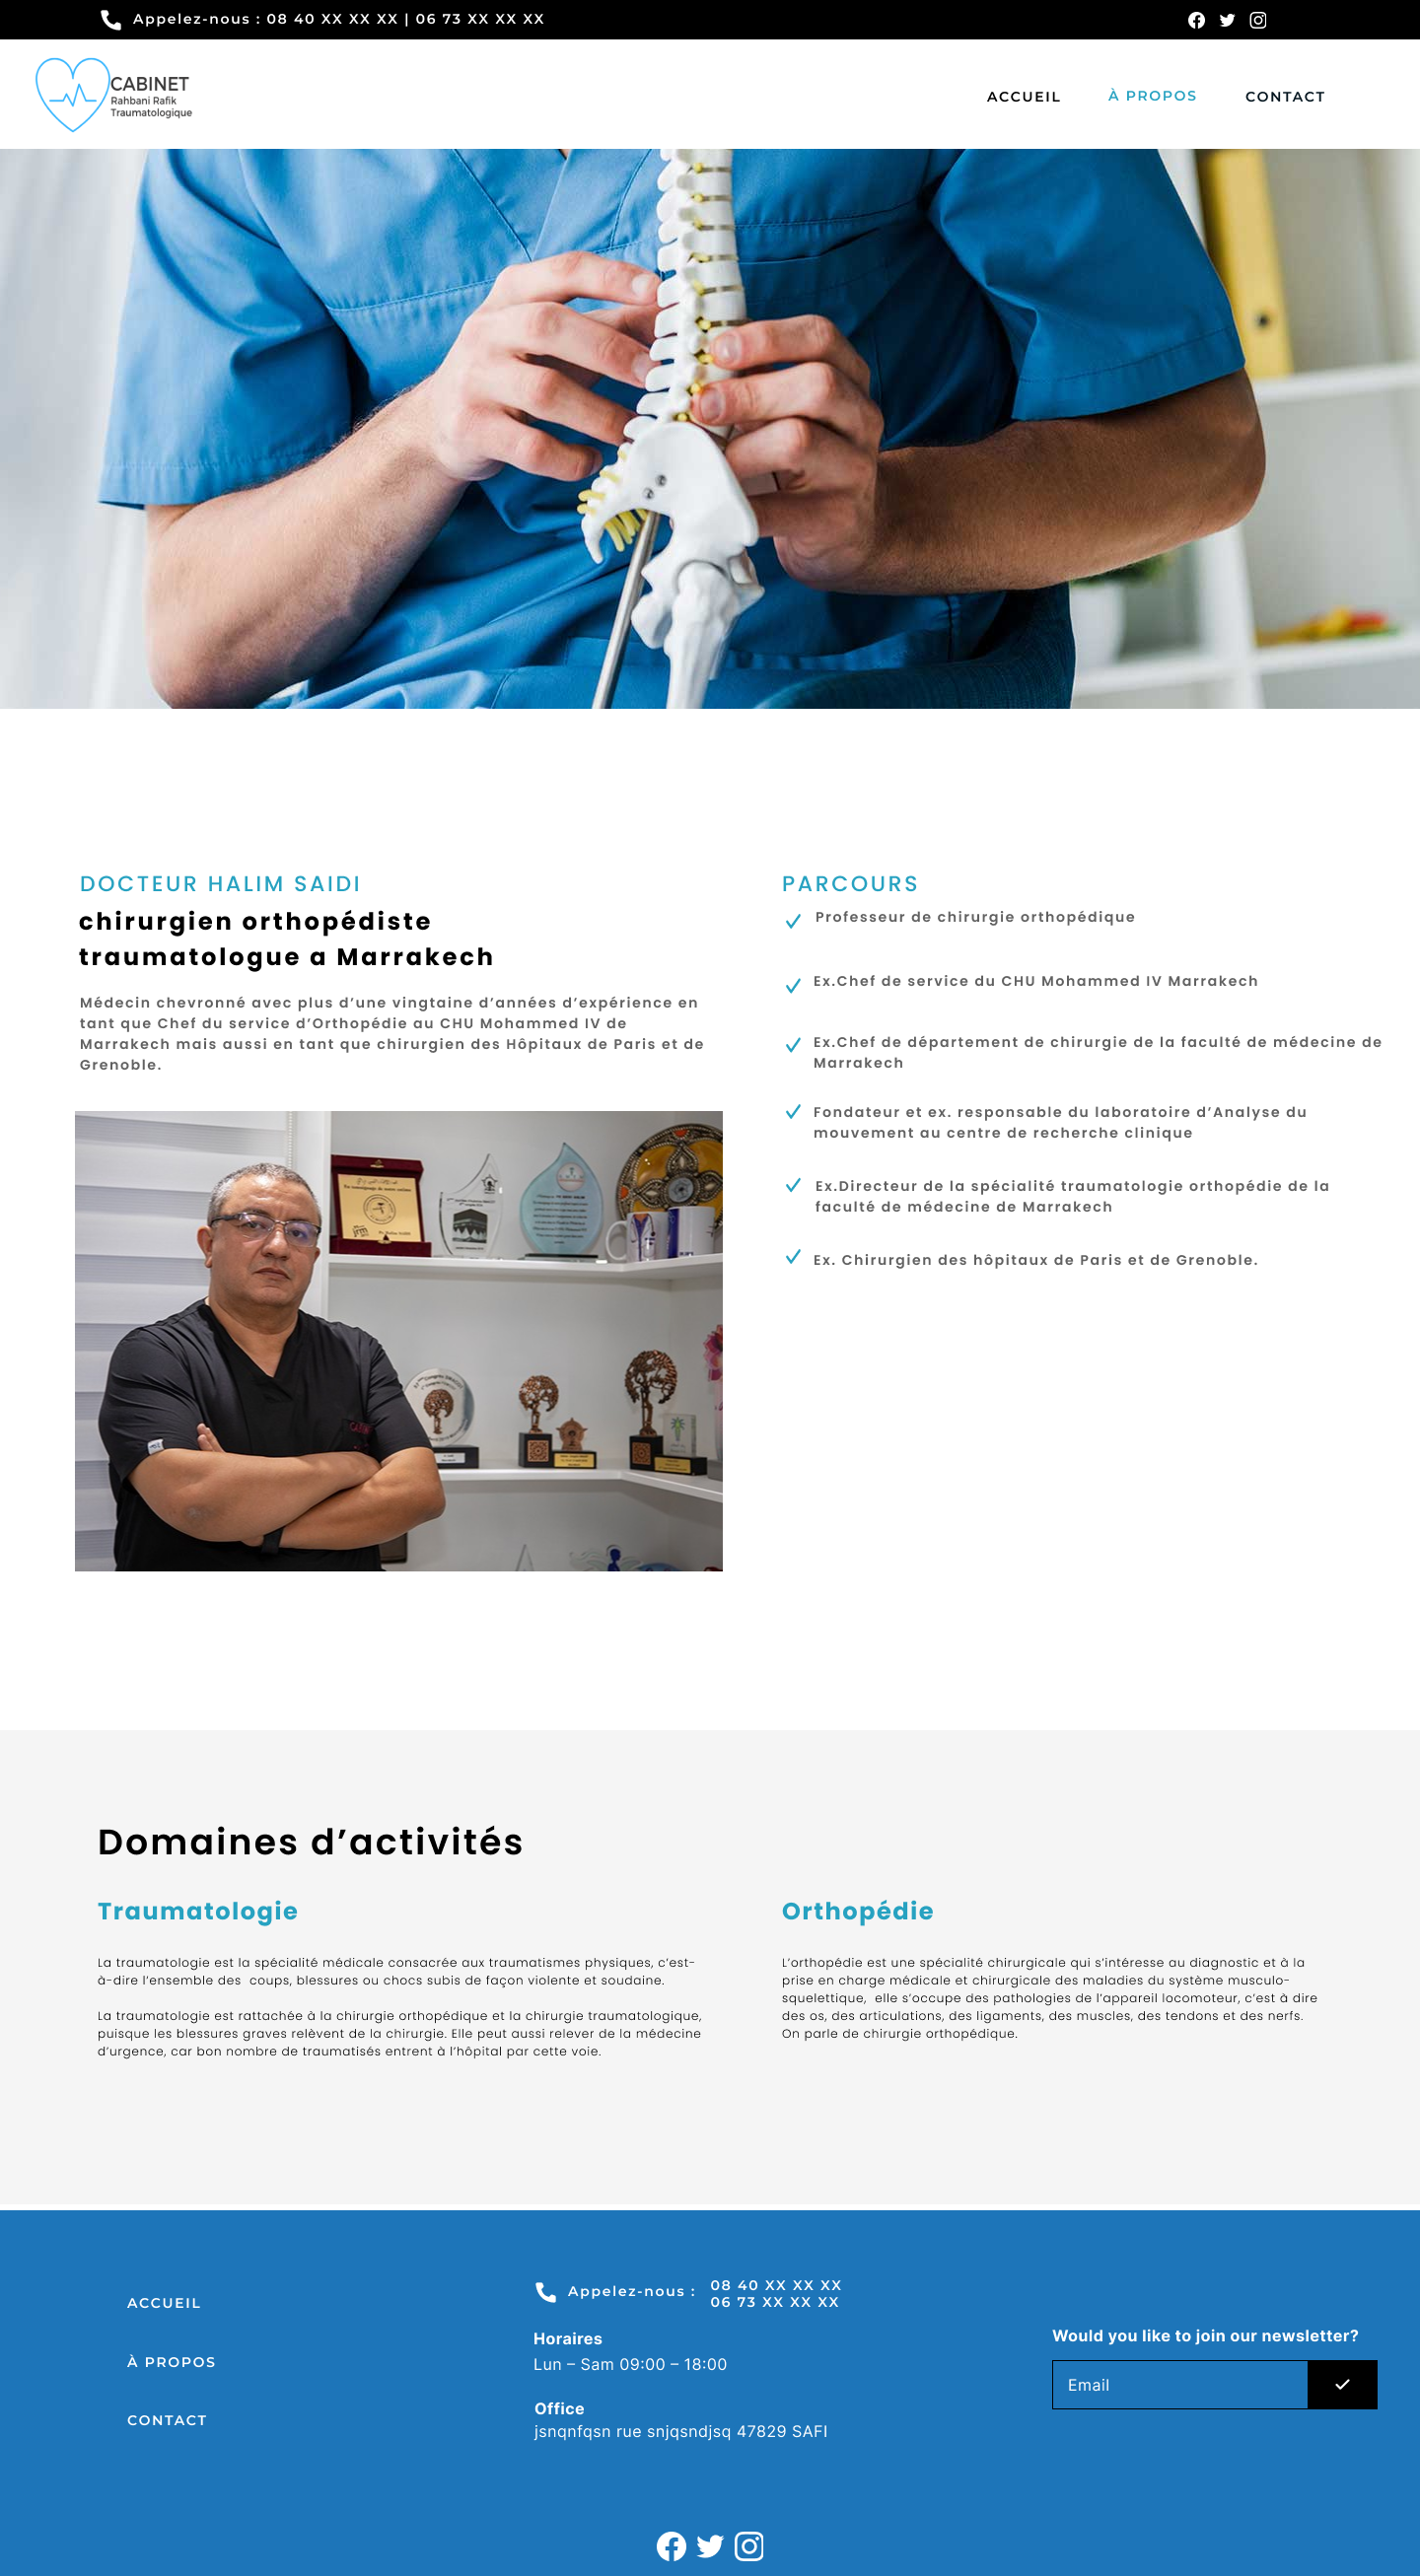 Appelez-nous : 08 40 XX XX XX | 06 73 XX XX XX
CABINET
Rahbani Rafik
Traumatologique
ACCUEIL
À PROPOS
CONTACT
DOCTEUR HALIM SAIDI
chirurgien orthopédiste
traumatologue a Marrakech
Médecin chevronné avec plus d’une vingtaine d’années d’expérience en
tant que Chef du service d’Orthopédie au CHU Mohammed IV de
Marrakech mais aussi en tant que chirurgien des Hôpitaux de Paris et de
Grenoble.
PARCOURS
Professeur de chirurgie orthopédique
Ex.Chef de service du CHU Mohammed IV Marrakech
Ex.Chef de département de chirurgie de la faculté de médecine de
Marrakech
Fondateur et ex. responsable du laboratoire d’Analyse du
mouvement au centre de recherche clinique
Ex.Directeur de la spécialité traumatologie orthopédie de la
faculté de médecine de Marrakech
Ex. Chirurgien des hôpitaux de Paris et de Grenoble.
Domaines d’activités
Traumatologie
La traumatologie est la spécialité médicale consacrée aux traumatismes physiques, c’est-
à-dire l’ensemble des  coups, blessures ou chocs subis de façon violente et soudaine.
La traumatologie est rattachée à la chirurgie orthopédique et la chirurgie traumatologique,
puisque les blessures graves relèvent de la chirurgie. Elle peut aussi relever de la médecine
d’urgence, car bon nombre de traumatisés entrent à l’hôpital par cette voie.
Orthopédie
L’orthopédie est une spécialité chirurgicale qui s’intéresse au diagnostic et à la
prise en charge médicale et chirurgicale des maladies du système musculo-
squelettique,  elle s’occupe des pathologies de l’appareil locomoteur, c’est à dire
des os, des articulations, des ligaments, des muscles, des tendons et des nerfs.
On parle de chirurgie orthopédique.
ACCUEIL
À PROPOS
CONTACT
Appelez-nous :
08 40 XX XX XX
06 73 XX XX XX
Horaires
Lun – Sam 09:00 – 18:00
Office
jsnqnfqsn rue snjqsndjsq 47829 SAFI
Would you like to join our newsletter?
Email